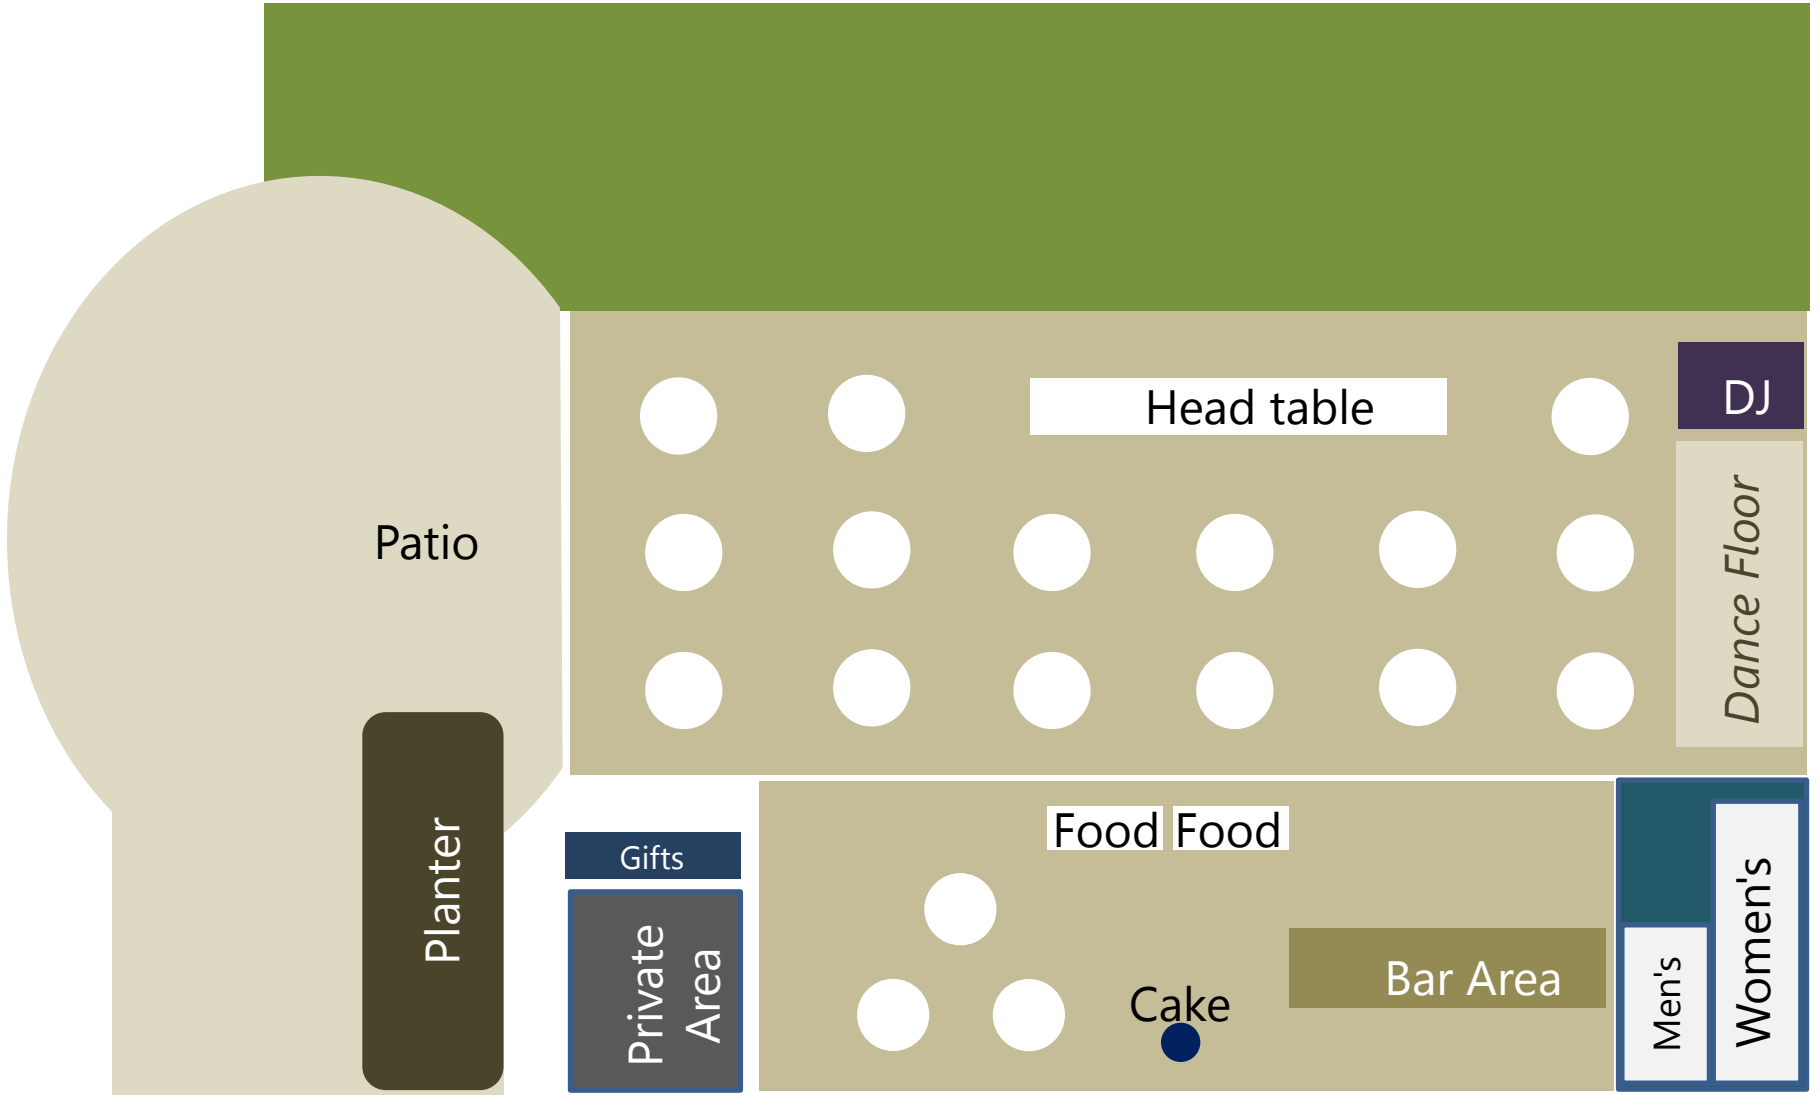 Head table
DJ
Patio
Dance Floor
Food
Food
Gifts
Planter
Private
Area
Cake
Bar Area
Men's
Women's